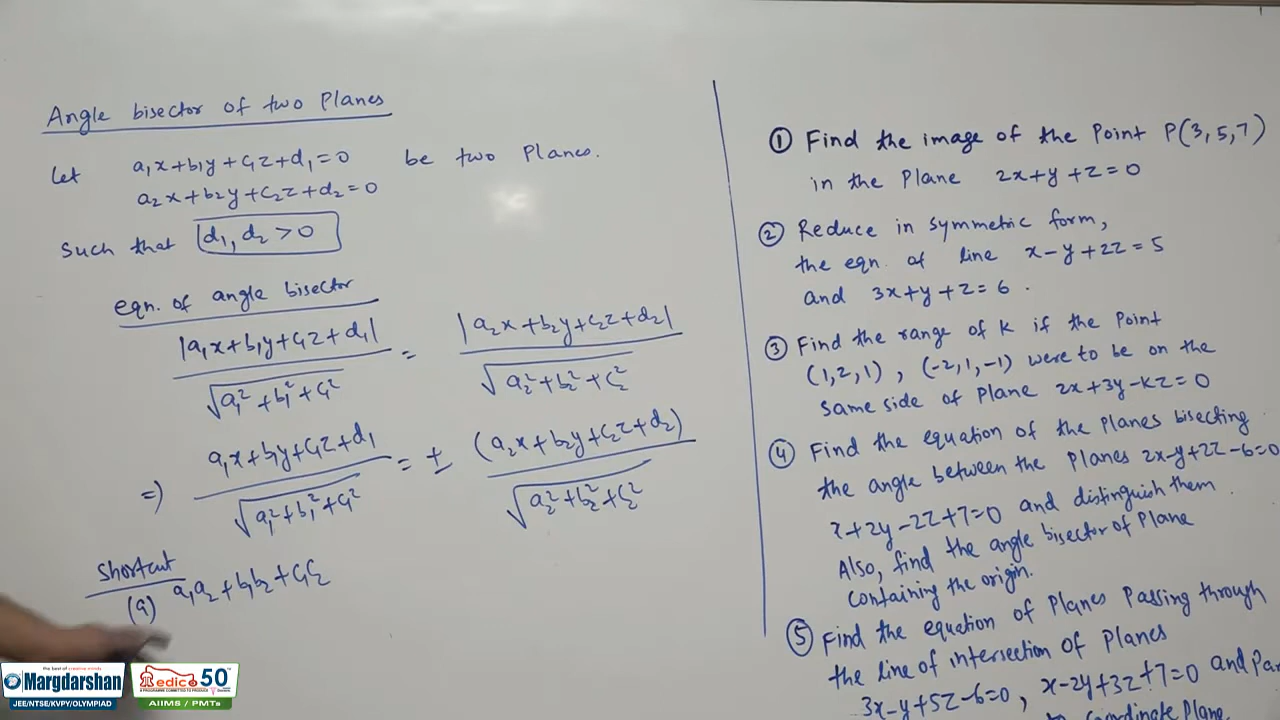 Angle bisector of two Planes
Let a₁x+b₁y+c₁z+d₁=0 be two Planes.
a₂x+b₂y+c₂z+d₂=0
Such that d₁, d₂ >0
eqn. of angle bisector
|a₁x+b₁y+c₁z+d₁| / √(a₁²+b₁²+c₁²) = |a₂x+b₂y+c₂z+d₂| / √(a₂²+b₂²+c₂²)
=) a₁x+b₁y+c₁z+d₁ / √(a₁²+b₁²+c₁²) = ± (a₂x+b₂y+c₂z+d₂) / √(a₂²+b₂²+c₂²)
Shortcut
(a) a₁a₂+b₁b₂+c₁c₂
① Find the image of the Point P(3,5,7)
in the Plane 2x+y+z=0
② Reduce in symmetric form,
the eqn. of line x-y+2z=5
and 3x+y+z=6.
③ Find the range of K if the Point
(1,2,1), (-2,1,-1) were to be on the
same side of Plane 2x+3y-Kz=0
④ Find the equation of the Planes bisecting
the angle between the Planes 2x-y+2z-6=0
x+2y-2z+7=0 and distinguish them.
Also, find the angle bisector of Plane
containing the origin.
⑤ Find the equation of Planes Passing through
the line of intersection of Planes
3x-y+5z-6=0, x-2y+3z+7=0 and
coordinate Plane.
The best of creative minds
Margdarshan
JEE/NTSE/KVPY/OLYMPIAD
Medico 50
AIIMS / PMTs